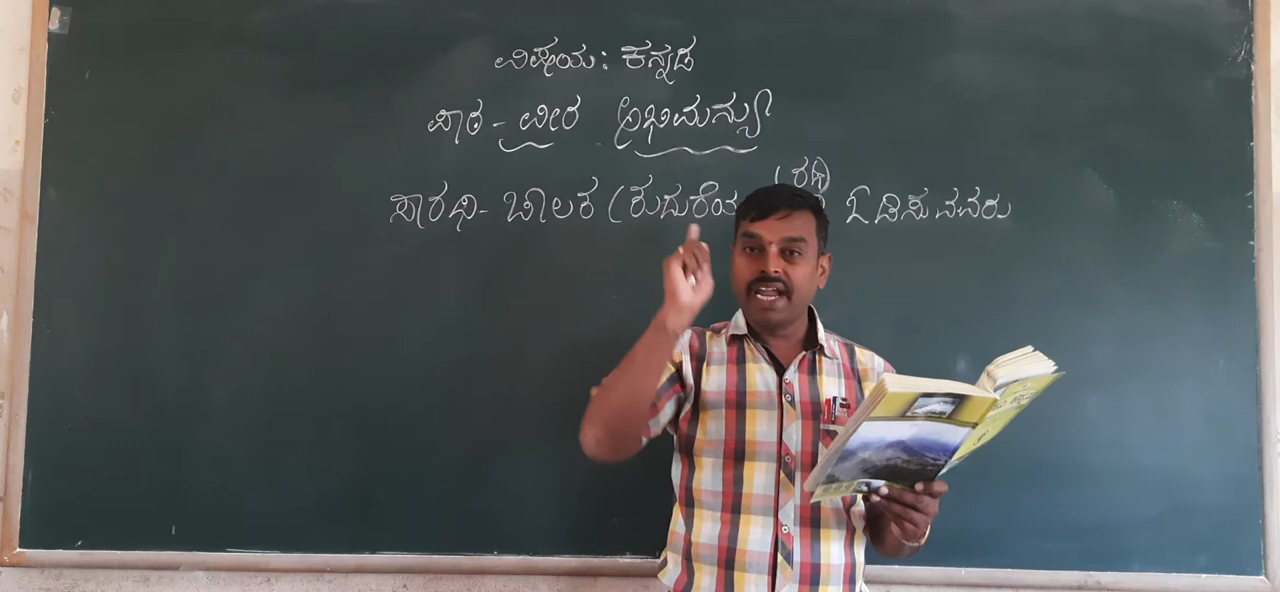 ವಿಷಯ: ಕನ್ನಡ
ಪಾಠ - ವೀರ ಅಭಿಮನ್ಯು
(ರಥ)
ಸಾರಥಿ - ಚಾಲಕ (ಕುದುರೆಯ ಓಡಿಸುವವರು